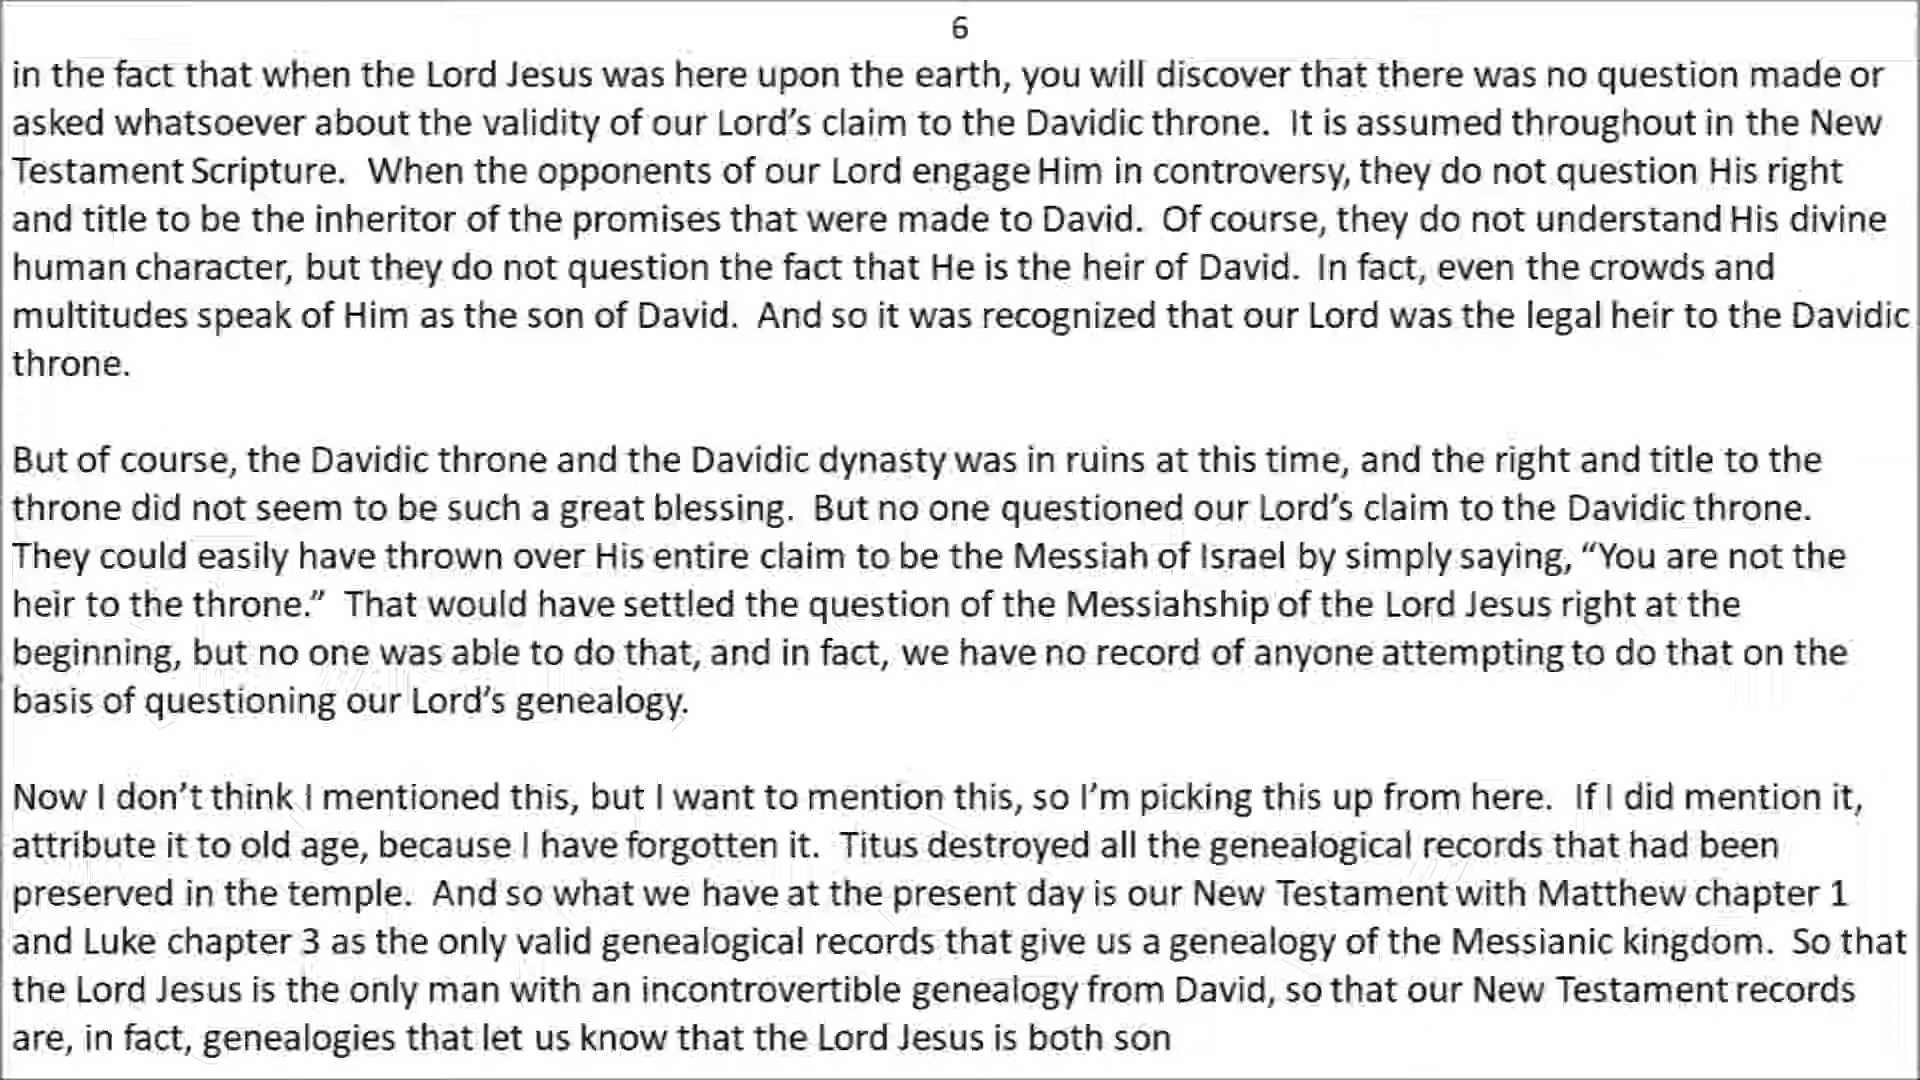 6
in the fact that when the Lord Jesus was here upon the earth, you will discover that there was no question made or
asked whatsoever about the validity of our Lord’s claim to the Davidic throne.  It is assumed throughout in the New
Testament Scripture.  When the opponents of our Lord engage Him in controversy, they do not question His right
and title to be the inheritor of the promises that were made to David.  Of course, they do not understand His divine
human character, but they do not question the fact that He is the heir of David.  In fact, even the crowds and
multitudes speak of Him as the son of David.  And so it was recognized that our Lord was the legal heir to the Davidic
throne.
But of course, the Davidic throne and the Davidic dynasty was in ruins at this time, and the right and title to the
throne did not seem to be such a great blessing.  But no one questioned our Lord’s claim to the Davidic throne.
They could easily have thrown over His entire claim to be the Messiah of Israel by simply saying, “You are not the
heir to the throne.”  That would have settled the question of the Messiahship of the Lord Jesus right at the
beginning, but no one was able to do that, and in fact, we have no record of anyone attempting to do that on the
basis of questioning our Lord’s genealogy.
Now I don’t think I mentioned this, but I want to mention this, so I’m picking this up from here.  If I did mention it,
attribute it to old age, because I have forgotten it.  Titus destroyed all the genealogical records that had been
preserved in the temple.  And so what we have at the present day is our New Testament with Matthew chapter 1
and Luke chapter 3 as the only valid genealogical records that give us a genealogy of the Messianic kingdom.  So that
the Lord Jesus is the only man with an incontrovertible genealogy from David, so that our New Testament records
are, in fact, genealogies that let us know that the Lord Jesus is both son